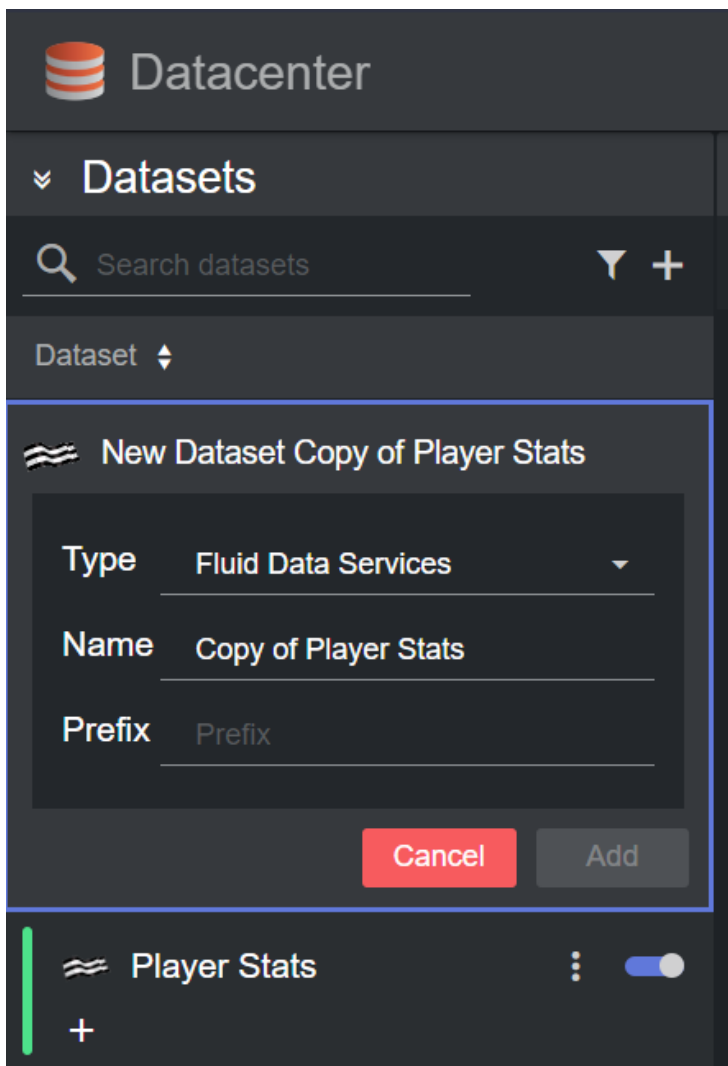 Datacenter
Datasets
Search datasets
Dataset
New Dataset Copy of Player Stats
Type Fluid Data Services
Name Copy of Player Stats
Prefix Prefix
Cancel Add
Player Stats